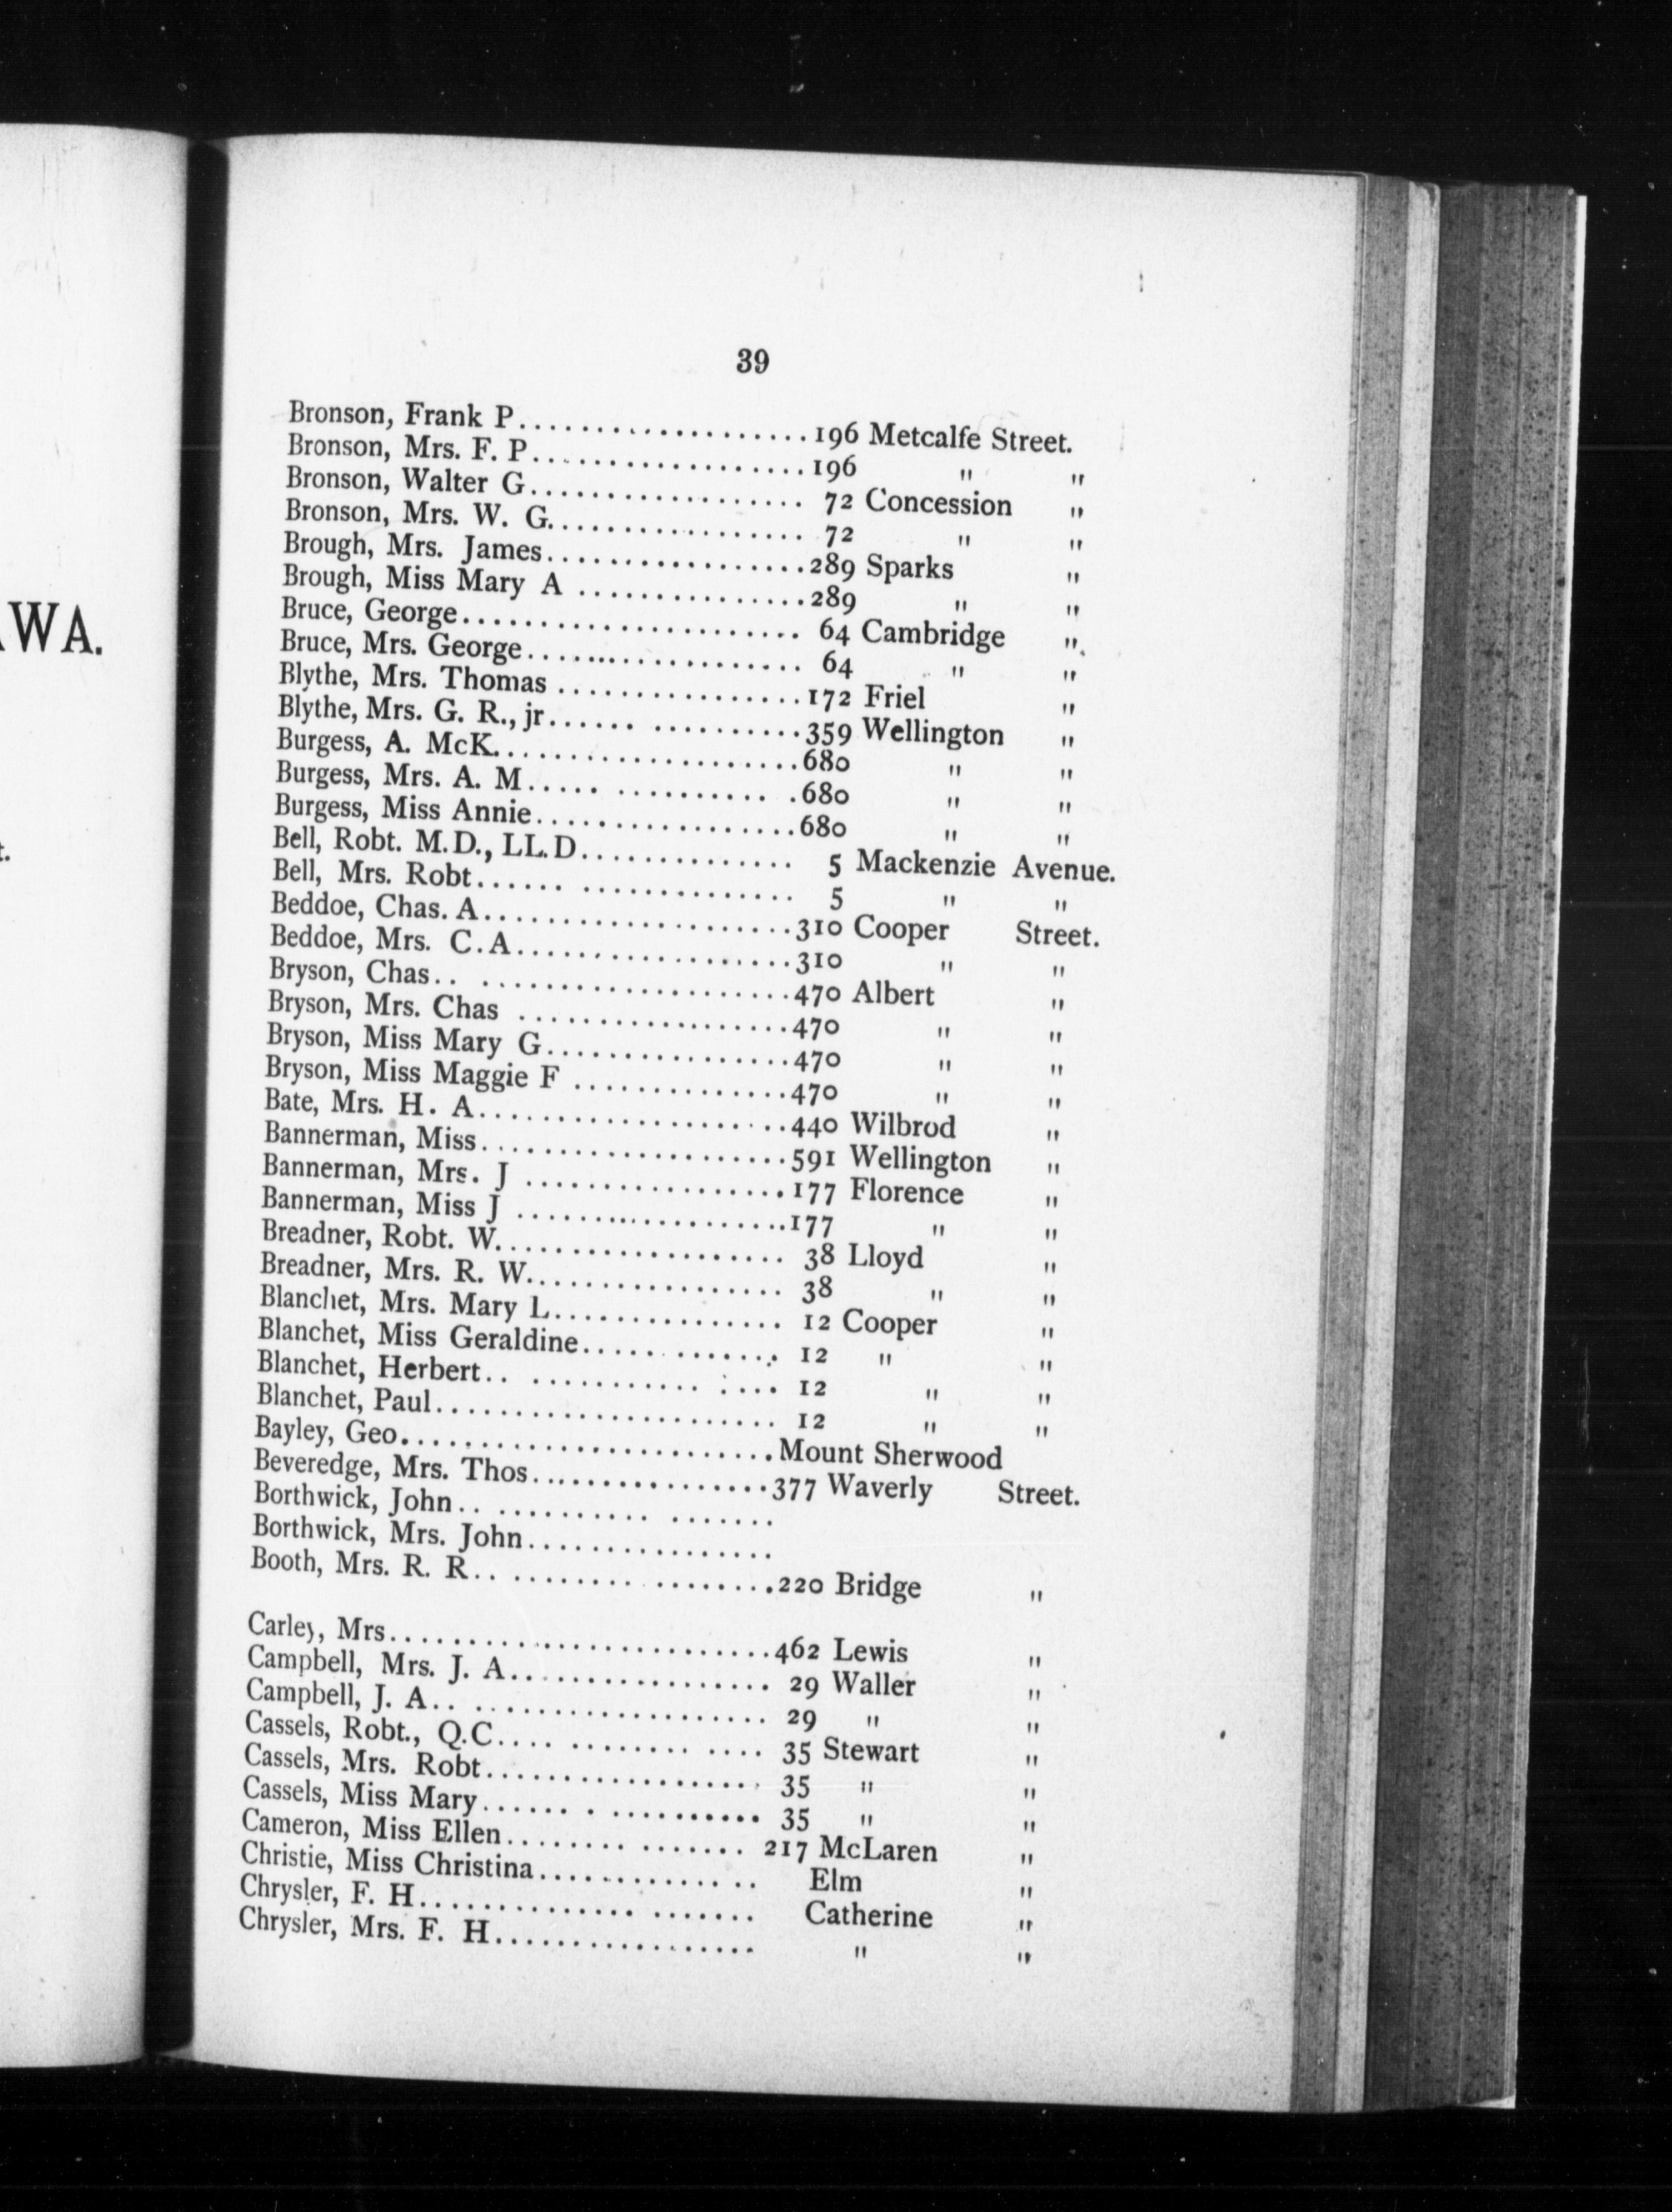 39
Bronson, Frank P....................196 Metcalfe Street.
Bronson, Mrs. F. P...................196 " "
Bronson, Walter G................... 72 Concession "
Bronson, Mrs. W. G.................. 72 " "
Brough, Mrs. James..................289 Sparks "
Brough, Miss Mary A ...............289 " "
Bruce, George....................... 64 Cambridge "
Bruce, Mrs. George................... 64 " "
Blythe, Mrs. Thomas .................172 Friel "
Blythe, Mrs. G. R., jr...... ..........359 Wellington "
Burgess, A. McK.....................680 " "
Burgess, Mrs. A. M..... ........... .680 " "
Burgess, Miss Annie..................680 " "
Bell, Robt. M.D., LL.D.............. 5 Mackenzie Avenue.
Bell, Mrs. Robt...... .............. 5 " "
Beddoe, Chas. A.....................310 Cooper Street.
Beddoe, Mrs. C.A...................310 " "
Bryson, Chas.. .....................470 Albert "
Bryson, Mrs. Chas ..................470 " "
Bryson, Miss Mary G.................470 " "
Bryson, Miss Maggie F ..............470 " "
Bate, Mrs. H. A.....................440 Wilbrod "
Bannerman, Miss....................591 Wellington "
Bannerman, Mrs. J ..................177 Florence "
Bannerman, Miss J ..................177 " "
Breadner, Robt. W................... 38 Lloyd "
Breadner, Mrs. R. W................. 38 " "
Blanchet, Mrs. Mary L............... 12 Cooper "
Blanchet, Miss Geraldine..... ....... 12 " "
Blanchet, Herbert.. ........... .... 12 " "
Blanchet, Paul...................... 12 " "
Bayley, Geo........................Mount Sherwood
Beveredge, Mrs. Thos................377 Waverly Street.
Borthwick, John.. .......... .......
Borthwick, Mrs. John................
Booth, Mrs. R. R.. ......... ........220 Bridge "
Carley, Mrs.........................462 Lewis "
Campbell, Mrs. J. A................. 29 Waller "
Campbell, J. A.. ................... 29 " "
Cassels, Robt., Q.C.... ......... .... 35 Stewart "
Cassels, Mrs. Robt.................. 35 " "
Cassels, Miss Mary...... . .......... 35 " "
Cameron, Miss Ellen........ ....... 217 McLaren "
Christie, Miss Christina............ .. Elm "
Chrysler, F. H.............. ....... Catherine "
Chrysler, Mrs. F. H................. " "
WA.
t.